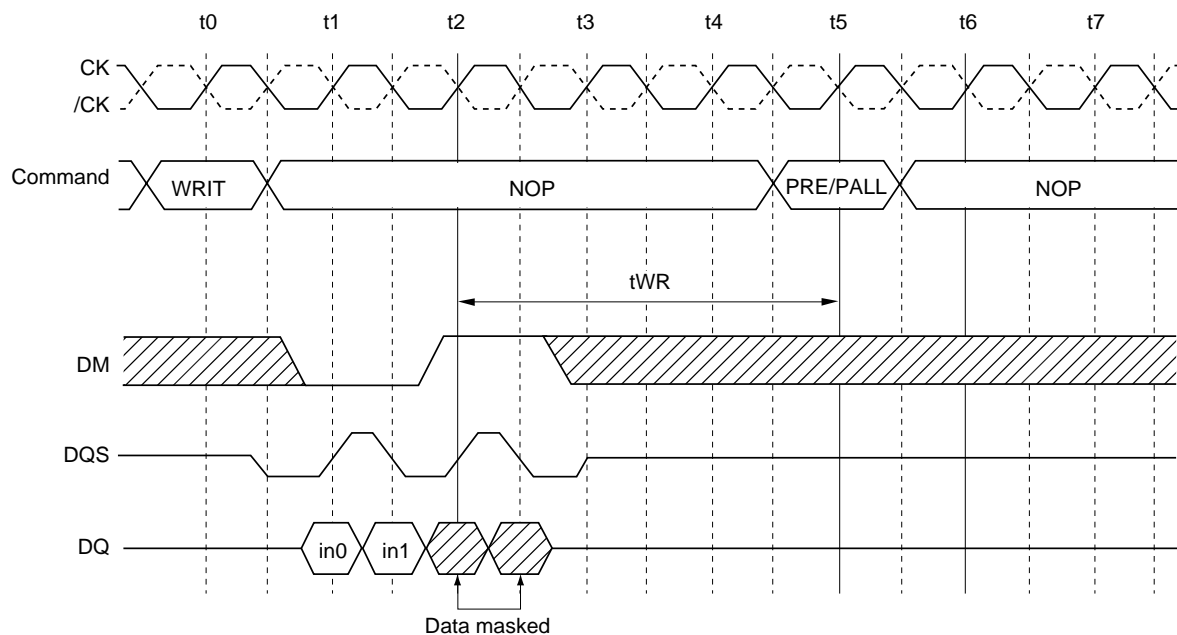 t0 t1 t2 t3 t4 t5 t6 t7
CK
/CK
Command WRIT NOP PRE/PALL NOP
tWR
DM
DQS
DQ in0 in1
Data masked